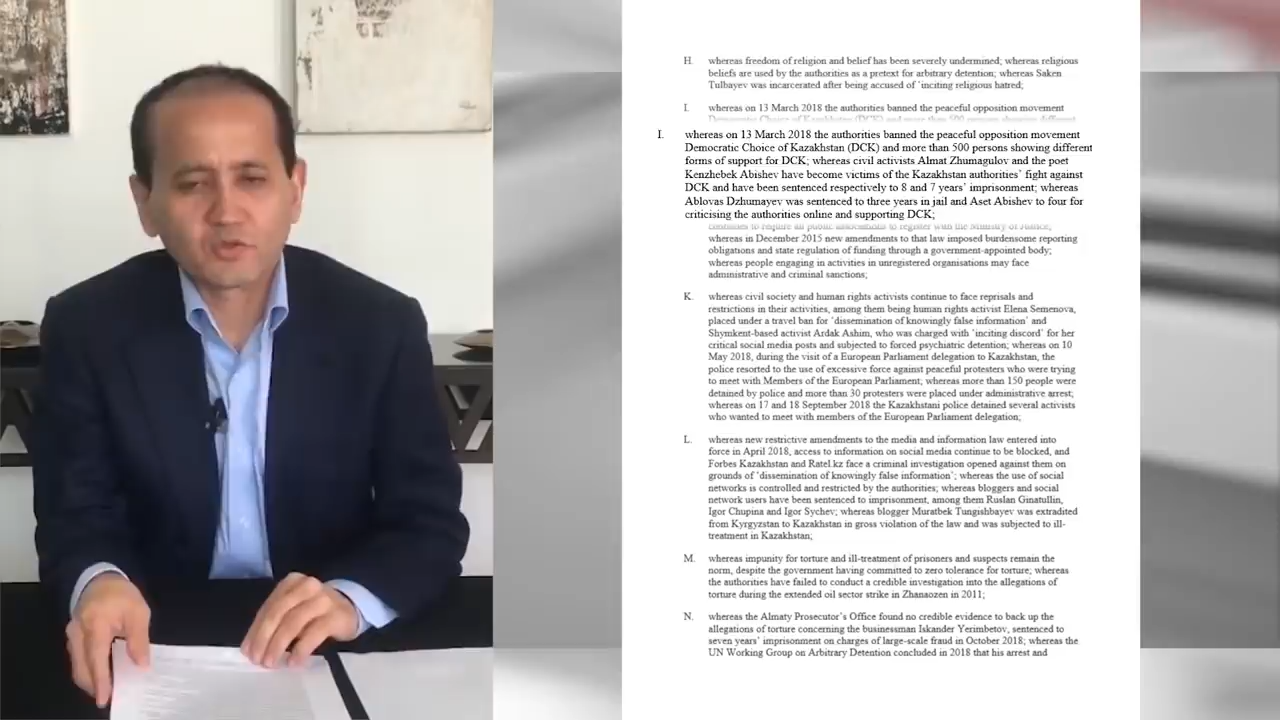 H. whereas freedom of religion and belief has been severely undermined; whereas religious
beliefs are used by the authorities as a pretext for arbitrary detention; whereas Saken
Tulbayev was incarcerated after being accused of ‘inciting religious hatred;
I. whereas on 13 March 2018 the authorities banned the peaceful opposition movement
Democratic Choice of Kazakhstan (DCK) and more than 500 persons showing different
I. whereas on 13 March 2018 the authorities banned the peaceful opposition movement
Democratic Choice of Kazakhstan (DCK) and more than 500 persons showing different
forms of support for DCK; whereas civil activists Almat Zhumagulov and the poet
Kenzhebek Abishev have become victims of the Kazakhstan authorities’ fight against
DCK and have been sentenced respectively to 8 and 7 years’ imprisonment; whereas
Ablovas Dzhumayev was sentenced to three years in jail and Aset Abishev to four for
criticising the authorities online and supporting DCK;
continues to require all public associations to register with the Ministry of Justice;
whereas in December 2015 new amendments to that law imposed burdensome reporting
obligations and state regulation of funding through a government-appointed body;
whereas people engaging in activities in unregistered organisations may face
administrative and criminal sanctions;
K. whereas civil society and human rights activists continue to face reprisals and
restrictions in their activities, among them being human rights activist Elena Semenova,
placed under a travel ban for ‘dissemination of knowingly false information’ and
Shymkent-based activist Ardak Ashim, who was charged with ‘inciting discord’ for her
critical social media posts and subjected to forced psychiatric detention; whereas on 10
May 2018, during the visit of a European Parliament delegation to Kazakhstan, the
police resorted to the use of excessive force against peaceful protesters who were trying
to meet with Members of the European Parliament; whereas more than 150 people were
detained by police and more than 30 protesters were placed under administrative arrest;
whereas on 17 and 18 September 2018 the Kazakhstani police detained several activists
who wanted to meet with members of the European Parliament delegation;
L. whereas new restrictive amendments to the media and information law entered into
force in April 2018, access to information on social media continue to be blocked, and
Forbes Kazakhstan and Ratel.kz face a criminal investigation opened against them on
grounds of ‘dissemination of knowingly false information’; whereas the use of social
networks is controlled and restricted by the authorities; whereas bloggers and social
network users have been sentenced to imprisonment, among them Ruslan Ginatullin,
Igor Chupina and Igor Sychev; whereas blogger Muratbek Tungishbayev was extradited
from Kyrgyzstan to Kazakhstan in gross violation of the law and was subjected to ill-
treatment in Kazakhstan;
M. whereas impunity for torture and ill-treatment of prisoners and suspects remain the
norm, despite the government having committed to zero tolerance for torture; whereas
the authorities have failed to conduct a credible investigation into the allegations of
torture during the extended oil sector strike in Zhanaozen in 2011;
N. whereas the Almaty Prosecutor’s Office found no credible evidence to back up the
allegations of torture concerning the businessman Iskander Yerimbetov, sentenced to
seven years’ imprisonment on charges of large-scale fraud in October 2018; whereas the
UN Working Group on Arbitrary Detention concluded in 2018 that his arrest and